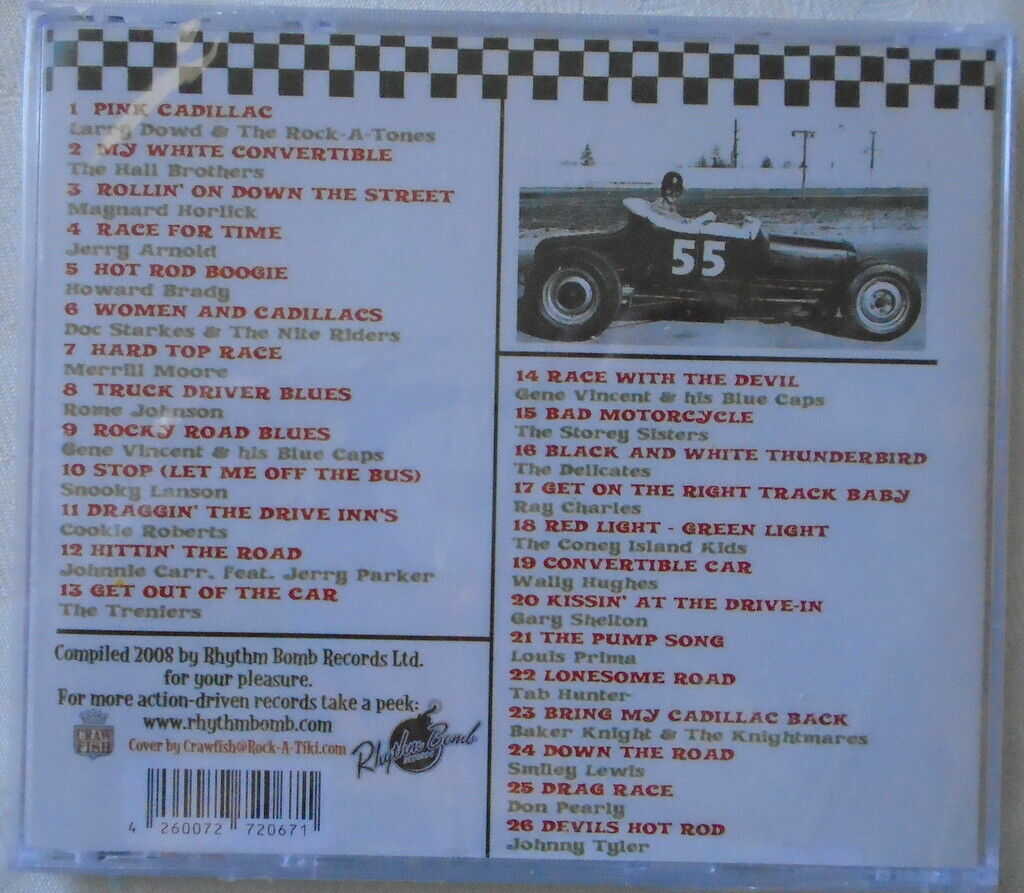 1 PINK CADILLAC
Larry Dowd & The Rock-A-Tones
2 MY WHITE CONVERTIBLE
The Hall Brothers
3 ROLLIN' ON DOWN THE STREET
Maynard Horlick
4 RACE FOR TIME
Jerry Arnold
5 HOT ROD BOOGIE
Howard Brady
6 WOMEN AND CADILLACS
Doc Starkes & The Nite Riders
7 HARD TOP RACE
Merrill Moore
8 TRUCK DRIVER BLUES
Rome Johnson
9 ROCKY ROAD BLUES
Gene Vincent & his Blue Caps
10 STOP (LET ME OFF THE BUS)
Snooky Lanson
11 DRAGGIN' THE DRIVE INN'S
Cookie Roberts
12 HITTIN' THE ROAD
Johnnie Carr. Feat. Jerry Parker
13 GET OUT OF THE CAR
The Treniers
Compiled 2008 by Rhythm Bomb Records Ltd.
for your pleasure.
For more action-driven records take a peek:
www.rhythmbomb.com
CRAW
FISH
Cover by Crawfish@Rock-A-Tiki.com
Rhythm Bomb
RECORDS
4 260072 720671
55
14 RACE WITH THE DEVIL
Gene Vincent & his Blue Caps
15 BAD MOTORCYCLE
The Storey Sisters
16 BLACK AND WHITE THUNDERBIRD
The Delicates
17 GET ON THE RIGHT TRACK BABY
Ray Charles
18 RED LIGHT - GREEN LIGHT
The Coney Island Kids
19 CONVERTIBLE CAR
Wally Hughes
20 KISSIN' AT THE DRIVE-IN
Gary Shelton
21 THE PUMP SONG
Louis Prima
22 LONESOME ROAD
Tab Hunter
23 BRING MY CADILLAC BACK
Baker Knight & The Knightmares
24 DOWN THE ROAD
Smiley Lewis
25 DRAG RACE
Don Pearly
26 DEVILS HOT ROD
Johnny Tyler